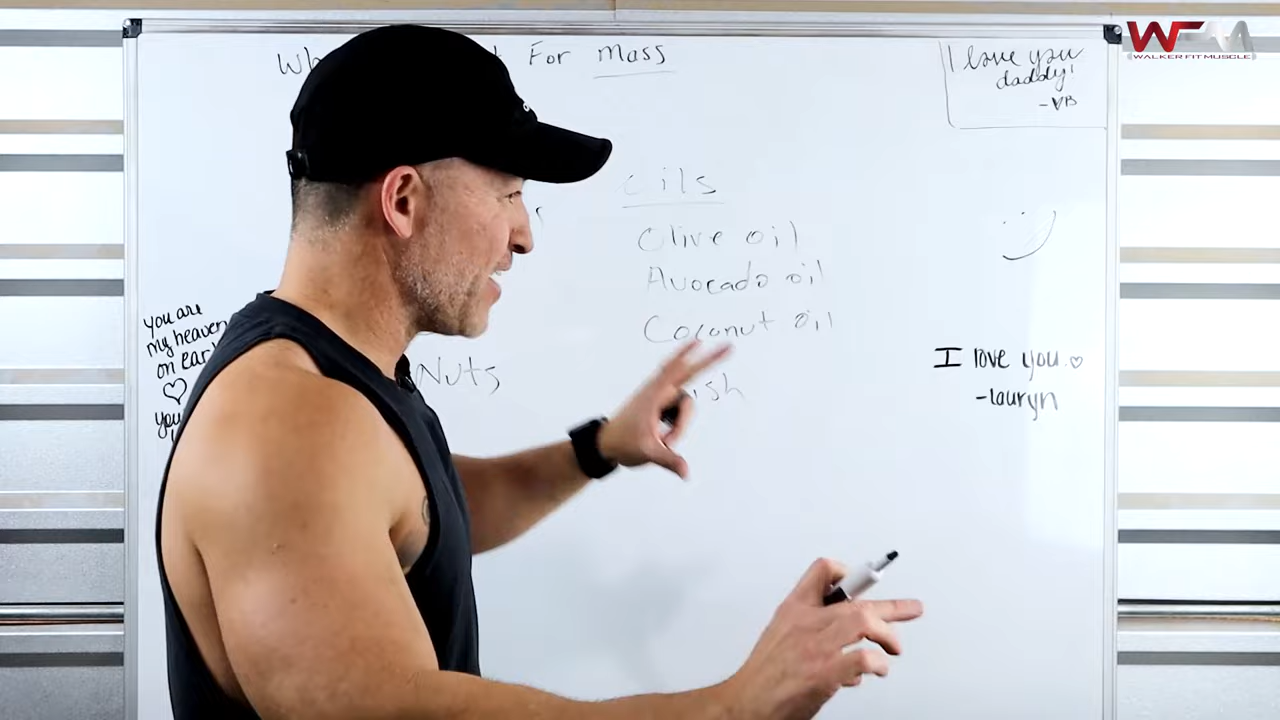 For Mass
I love you
daddy!
-VB
WFM
WALKER FIT MUSCLE
Oils
Olive oil
Avocado oil
Coconut oil
Nuts
You are
my heaven
on
I love you ♡
-lauryn